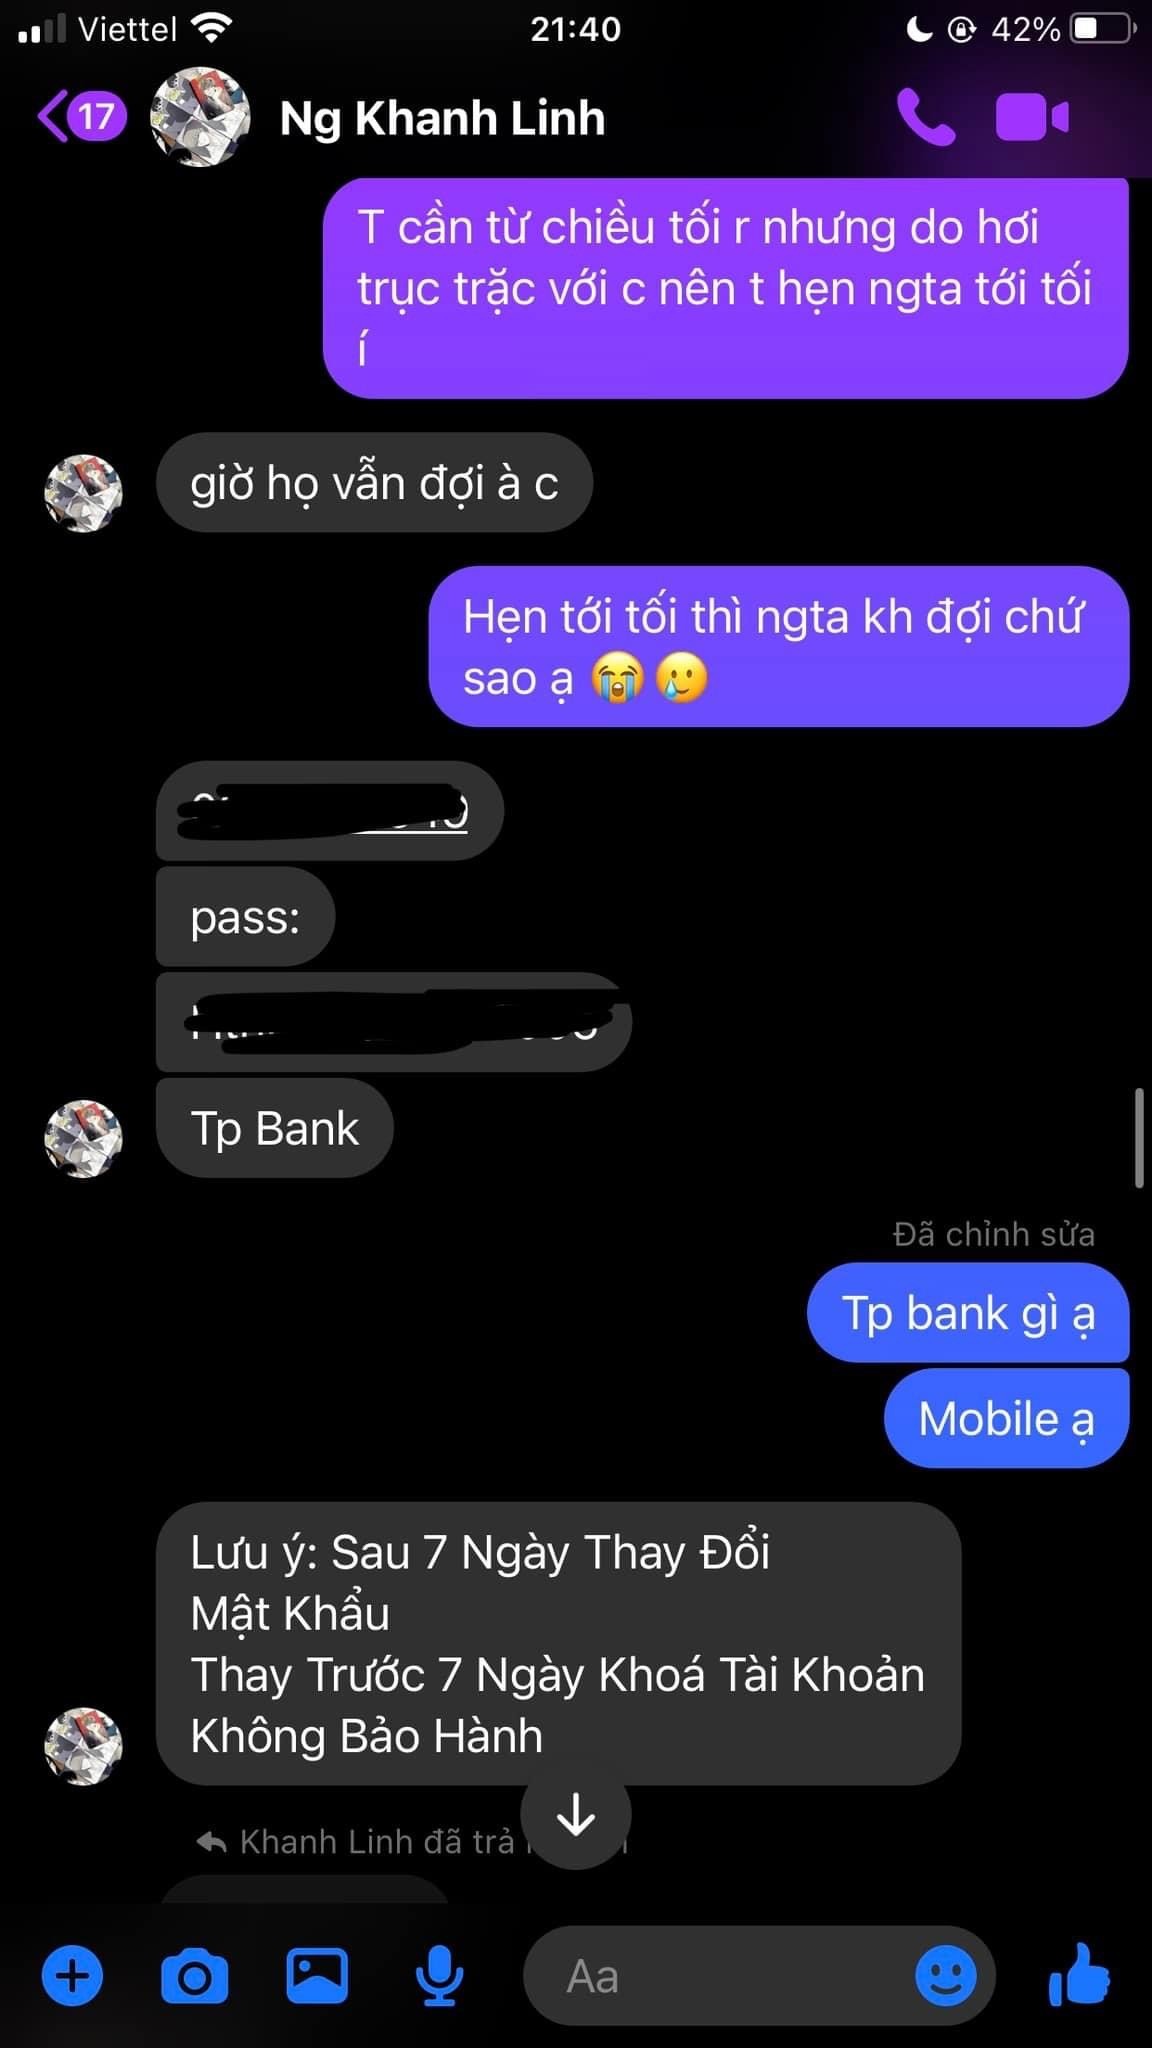 Viettel
21:40
42%
17
Ng Khanh Linh
T cần từ chiều tối r nhưng do hơi
trục trặc với c nên t hẹn ngta tới tối
í
giờ họ vẫn đợi à c
Hẹn tới tối thì ngta kh đợi chứ
sao ạ 😭🥲
pass:
Tp Bank
Đã chỉnh sửa
Tp bank gì ạ
Mobile ạ
Lưu ý: Sau 7 Ngày Thay Đổi
Mật Khẩu
Thay Trước 7 Ngày Khoá Tài Khoản
Không Bảo Hành
Khanh Linh đã trả
Aa